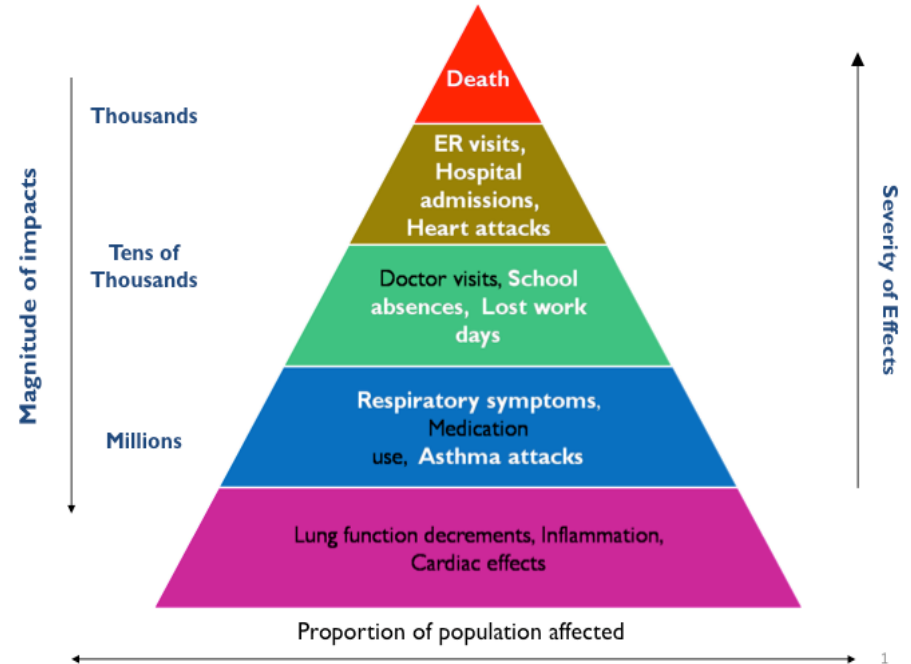 Death
Thousands
ER visits,
Hospital
admissions,
Heart attacks
Magnitude of impacts
Severity of Effects
Tens of
Thousands
Doctor visits, School
absences, Lost work
days
Respiratory symptoms,
Medication
use, Asthma attacks
Millions
Lung function decrements, Inflammation,
Cardiac effects
Proportion of population affected
1